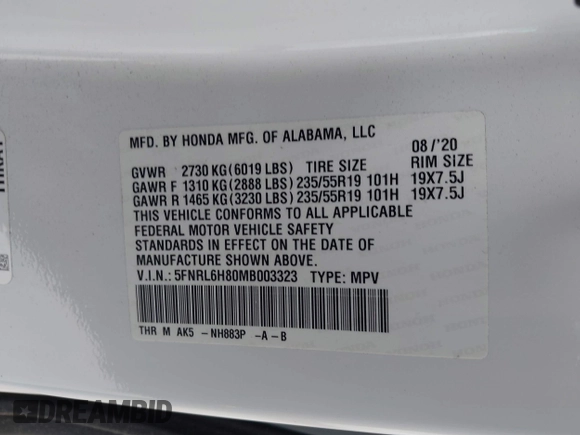 MFD. BY HONDA MFG. OF ALABAMA, LLC 08/'20
GVWR 2730 KG(6019 LBS) TIRE SIZE RIM SIZE
GAWR F 1310 KG(2888 LBS)235/55R19 101H 19X7.5J
GAWR R 1465 KG(3230 LBS)235/55R19 101H 19X7.5J
THIS VEHICLE CONFORMS TO ALL APPLICABLE
FEDERAL MOTOR VEHICLE SAFETY
STANDARDS IN EFFECT ON THE DATE OF
MANUFACTURE SHOWN ABOVE.
V.I.N.: 5FNRL6H80MB003323 TYPE: MPV
THR M AK5 -NH883P -A-B
DREAMBID